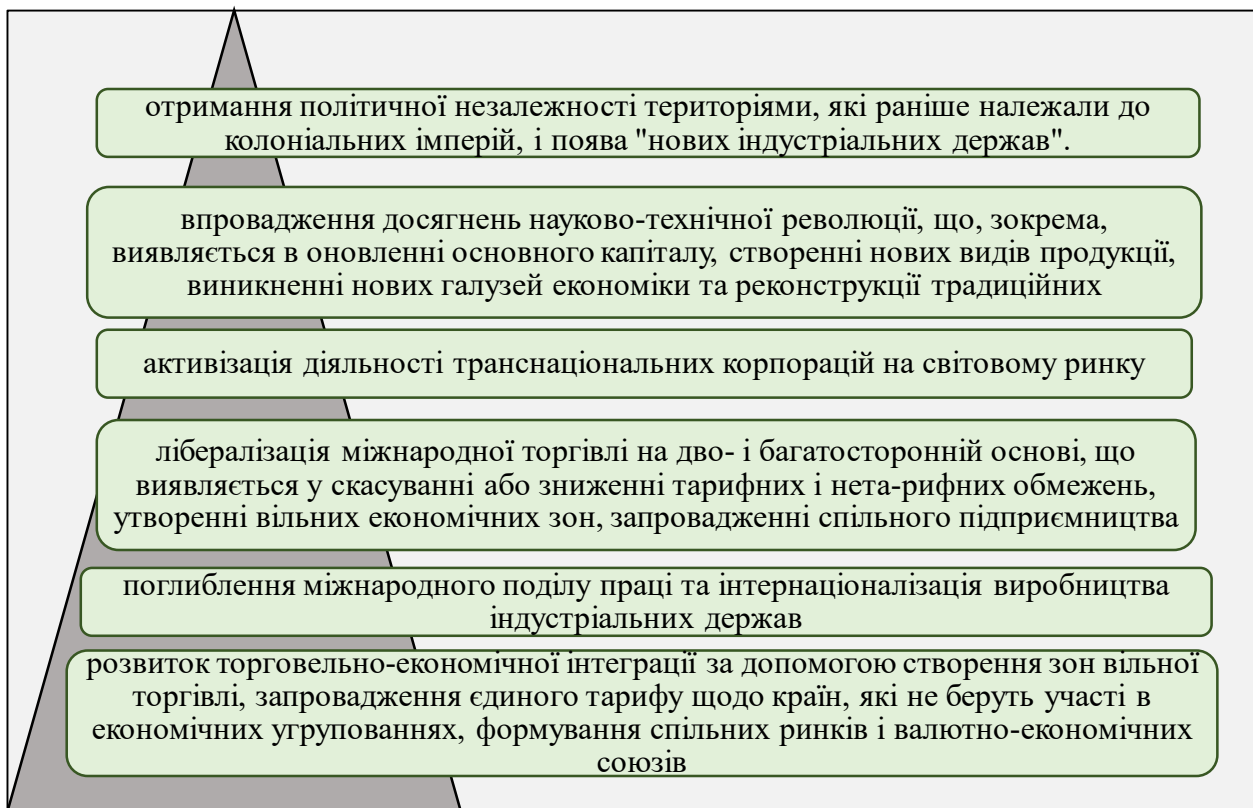 отримання політичної незалежності територіями, які раніше належали до
колоніальних імперій, і поява "нових індустріальних держав".
впровадження досягнень науково-технічної революції, що, зокрема,
виявляється в оновленні основного капіталу, створенні нових видів продукції,
виникненні нових галузей економіки та реконструкції традиційних
активізація діяльності транснаціональних корпорацій на світовому ринку
лібералізація міжнародної торгівлі на дво- і багатосторонній основі, що
виявляється у скасуванні або зниженні тарифних і нета-рифних обмежень,
утворенні вільних економічних зон, запровадженні спільного підприємництва
поглиблення міжнародного поділу праці та інтернаціоналізація виробництва
індустріальних держав
розвиток торговельно-економічної інтеграції за допомогою створення зон вільної
торгівлі, запровадження єдиного тарифу щодо країн, які не беруть участі в
економічних угрупованнях, формування спільних ринків і валютно-економічних
союзів